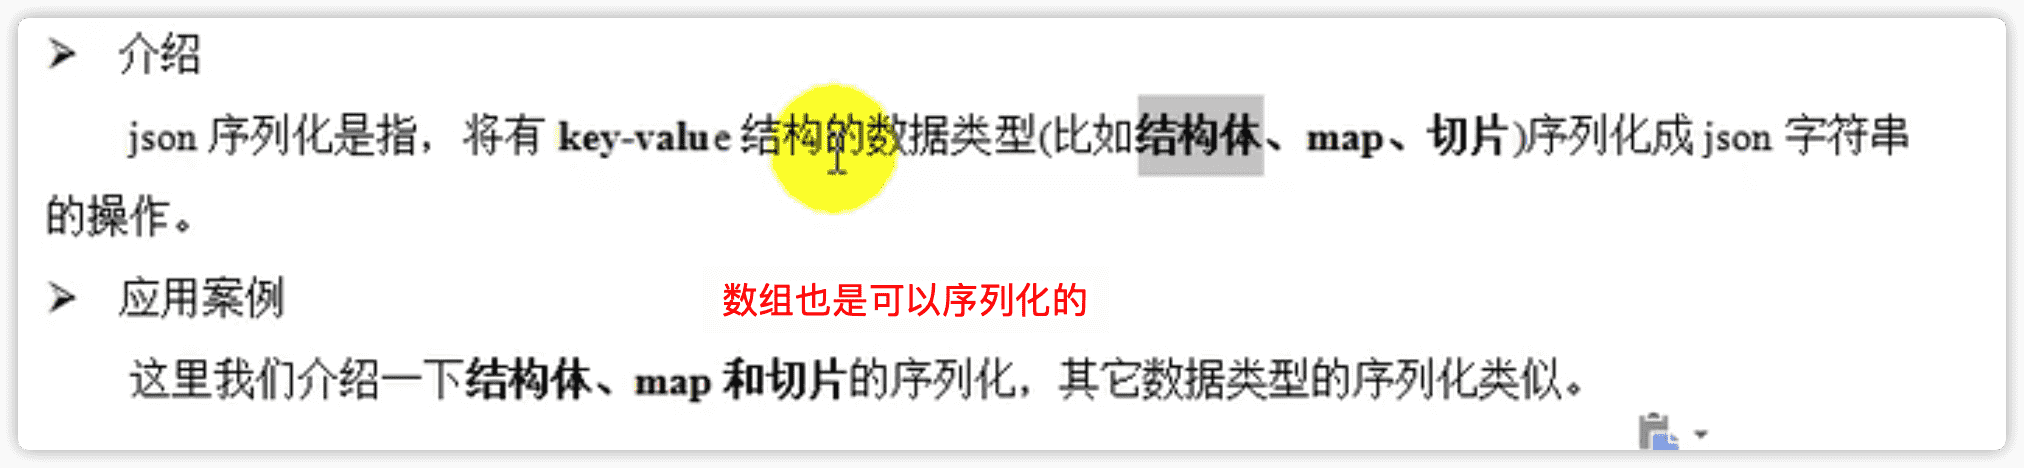 ➢ 介绍
json 序列化是指，将有 key-value 结构的数据类型(比如结构体、map、切片)序列化成 json 字符串
的操作。
➢ 应用案例
数组也是可以序列化的
这里我们介绍一下结构体、map 和切片的序列化，其它数据类型的序列化类似。